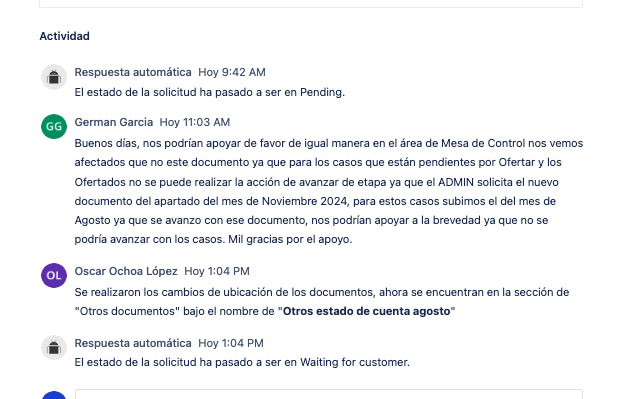 Actividad
Respuesta automática Hoy 9:42 AM
El estado de la solicitud ha pasado a ser en Pending.
GG
German Garcia Hoy 11:03 AM
Buenos días, nos podrían apoyar de favor de igual manera en el área de Mesa de Control nos vemos
afectados que no este documento ya que para los casos que están pendientes por Ofertar y los
Ofertados no se puede realizar la acción de avanzar de etapa ya que el ADMIN solicita el nuevo
documento del apartado del mes de Noviembre 2024, para estos casos subimos el del mes de
Agosto ya que se avanzo con ese documento, nos podrían apoyar a la brevedad ya que no se
podría avanzar con los casos. Mil gracias por el apoyo.
OL
Oscar Ochoa López Hoy 1:04 PM
Se realizaron los cambios de ubicación de los documentos, ahora se encuentran en la sección de
"Otros documentos" bajo el nombre de "Otros estado de cuenta agosto"
Respuesta automática Hoy 1:04 PM
El estado de la solicitud ha pasado a ser en Waiting for customer.